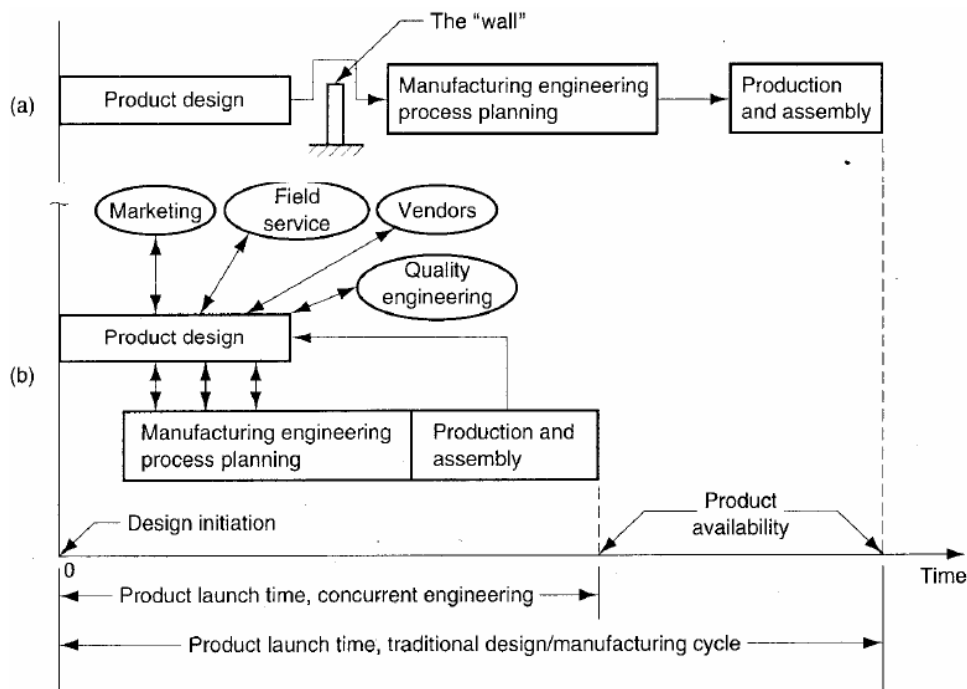 The "wall"
(a)
Product design
Manufacturing engineering
process planning
Production
and assembly
Marketing
Field
service
Vendors
Quality
engineering
Product design
(b)
Manufacturing engineering
process planning
Production and
assembly
Design initiation
Product
availability
0
Time
Product launch time, concurrent engineering
Product launch time, traditional design/manufacturing cycle